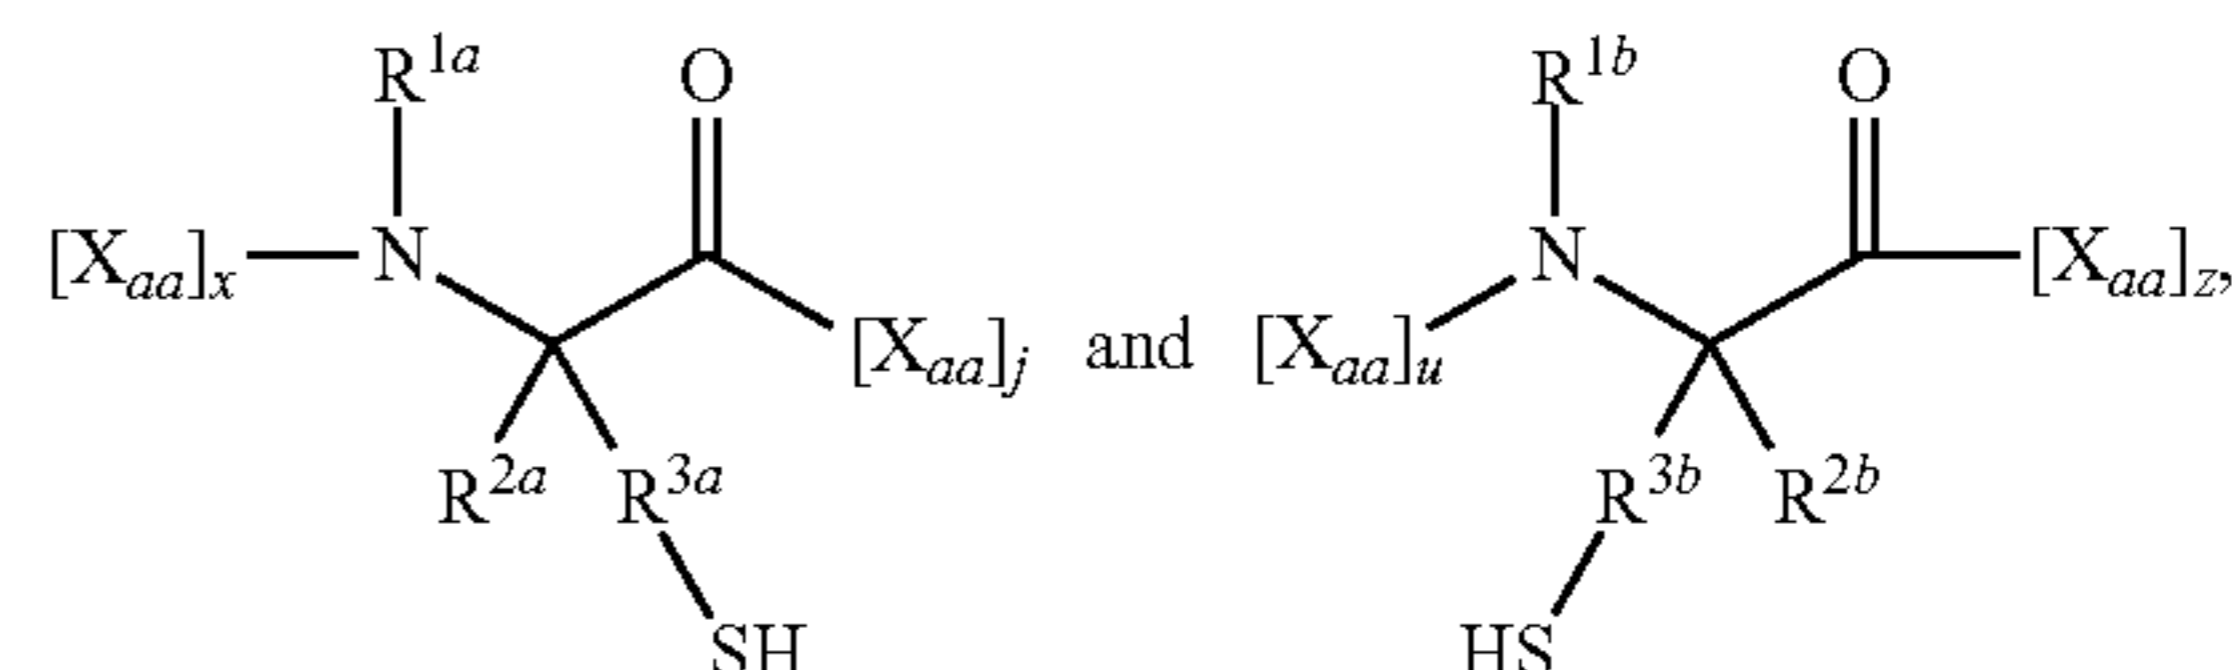 R1a O R1b O
[Xaa]x N N [Xaa]z,
[Xaa]j and [Xaa]u
R2a R3a R3b R2b
SH HS